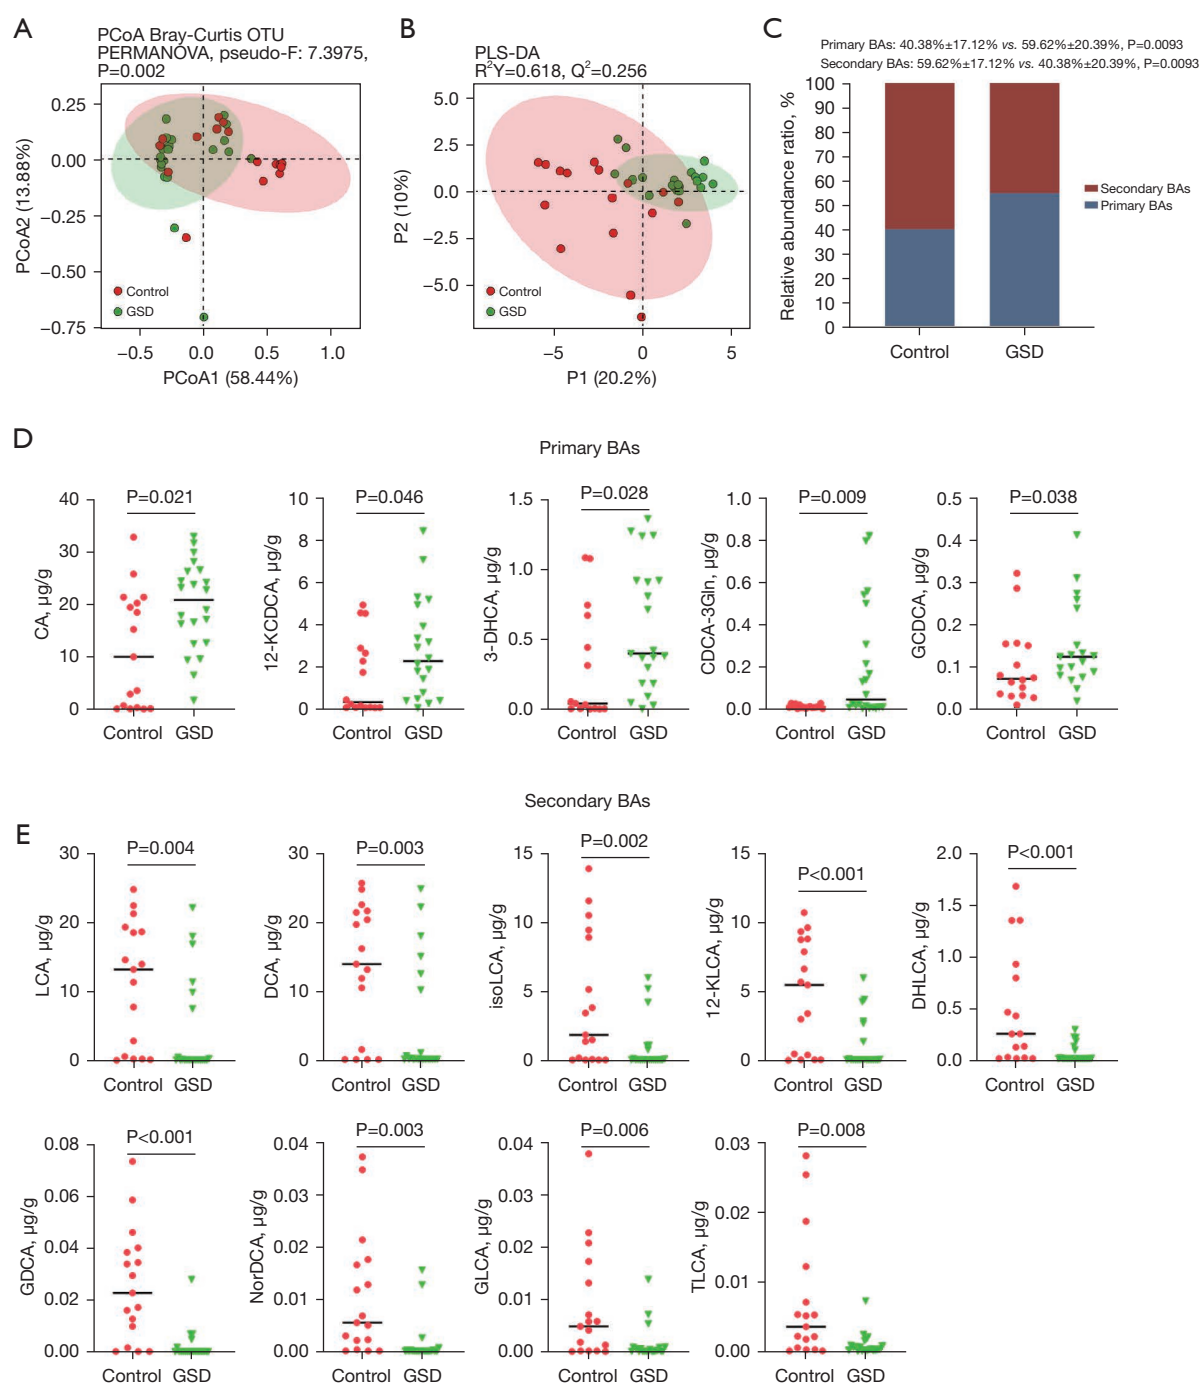 A
PCoA Bray-Curtis OTU
PERMANOVA, pseudo-F: 7.3975,
P=0.002
0.25
0.00
−0.25
−0.50
−0.75
PCoA2 (13.88%)
Control
GSD
−0.5 0.0 0.5 1.0
PCoA1 (58.44%)
B
PLS-DA
R²Y=0.618, Q²=0.256
5.0
2.5
0.0
−2.5
−5.0
P2 (10%)
Control
GSD
−5 0 5
P1 (20.2%)
C
Primary BAs: 40.38%±17.12% vs. 59.62%±20.39%, P=0.0093
Secondary BAs: 59.62%±17.12% vs. 40.38%±20.39%, P=0.0093
100
90
80
70
60
50
40
30
20
10
0
Relative abundance ratio, %
Control GSD
Secondary BAs
Primary BAs
D
Primary BAs
P=0.021
40
30
20
10
0
CA, µg/g
Control GSD
P=0.046
10
8
6
4
2
0
12-KCDCA, µg/g
Control GSD
P=0.028
1.5
1.0
0.5
0.0
3-DHCA, µg/g
Control GSD
P=0.009
1.0
0.8
0.6
0.4
0.2
0.0
CDCA-3Gln, µg/g
Control GSD
P=0.038
0.5
0.4
0.3
0.2
0.1
0.0
GCDCA, µg/g
Control GSD
Secondary BAs
E
P=0.004
30
20
10
0
LCA, µg/g
Control GSD
P=0.003
30
20
10
0
DCA, µg/g
Control GSD
P=0.002
15
10
5
0
isoLCA, µg/g
Control GSD
P<0.001
15
10
5
0
12-KLCA, µg/g
Control GSD
P<0.001
2.0
1.5
1.0
0.5
0.0
DHLCA, µg/g
Control GSD
P<0.001
0.08
0.06
0.04
0.02
0.00
GDCA, µg/g
Control GSD
P=0.003
0.04
0.03
0.02
0.01
0.00
NorDCA, µg/g
Control GSD
P=0.006
0.04
0.03
0.02
0.01
0.00
GLCA, µg/g
Control GSD
P=0.008
0.03
0.02
0.01
0.00
TLCA, µg/g
Control GSD